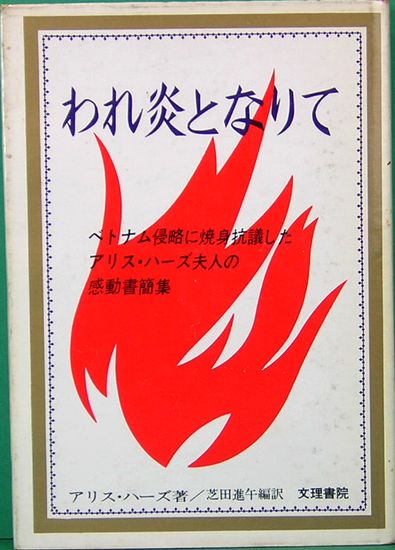 われ炎となりて
ベトナム侵略に焼身抗議した
アリス・ハーズ夫人の
感動書簡集
アリス・ハーズ著／芝田進午編訳 文理書院